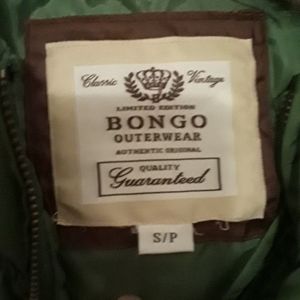 Classic Vintage
LIMITED EDITION
BONGO
OUTERWEAR
AUTHENTIC ORIGINAL
QUALITY
Guaranteed
S/P